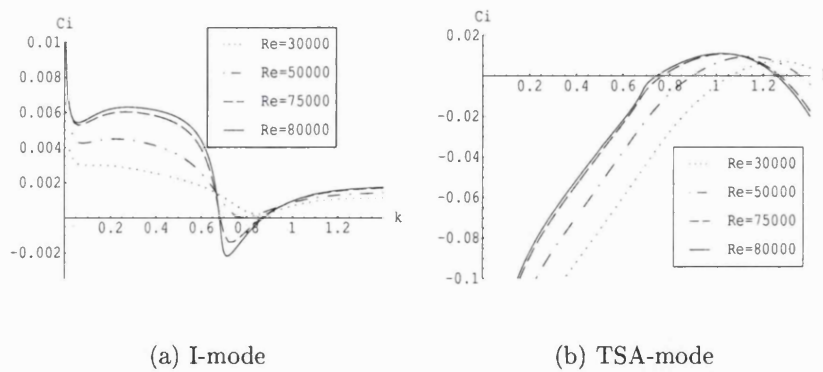 Ci
0.01
0.008
0.006
0.004
0.002
-0.002
0.2 0.4 0.6 0.8 1 1.2
k
Re=30000
Re=50000
Re=75000
Re=80000
(a) I-mode
Ci
0.02
-0.02
-0.04
-0.06
-0.08
-0.1
0.2 0.4 0.6 0.8 1 1.2
Re=30000
Re=50000
Re=75000
Re=80000
(b) TSA-mode